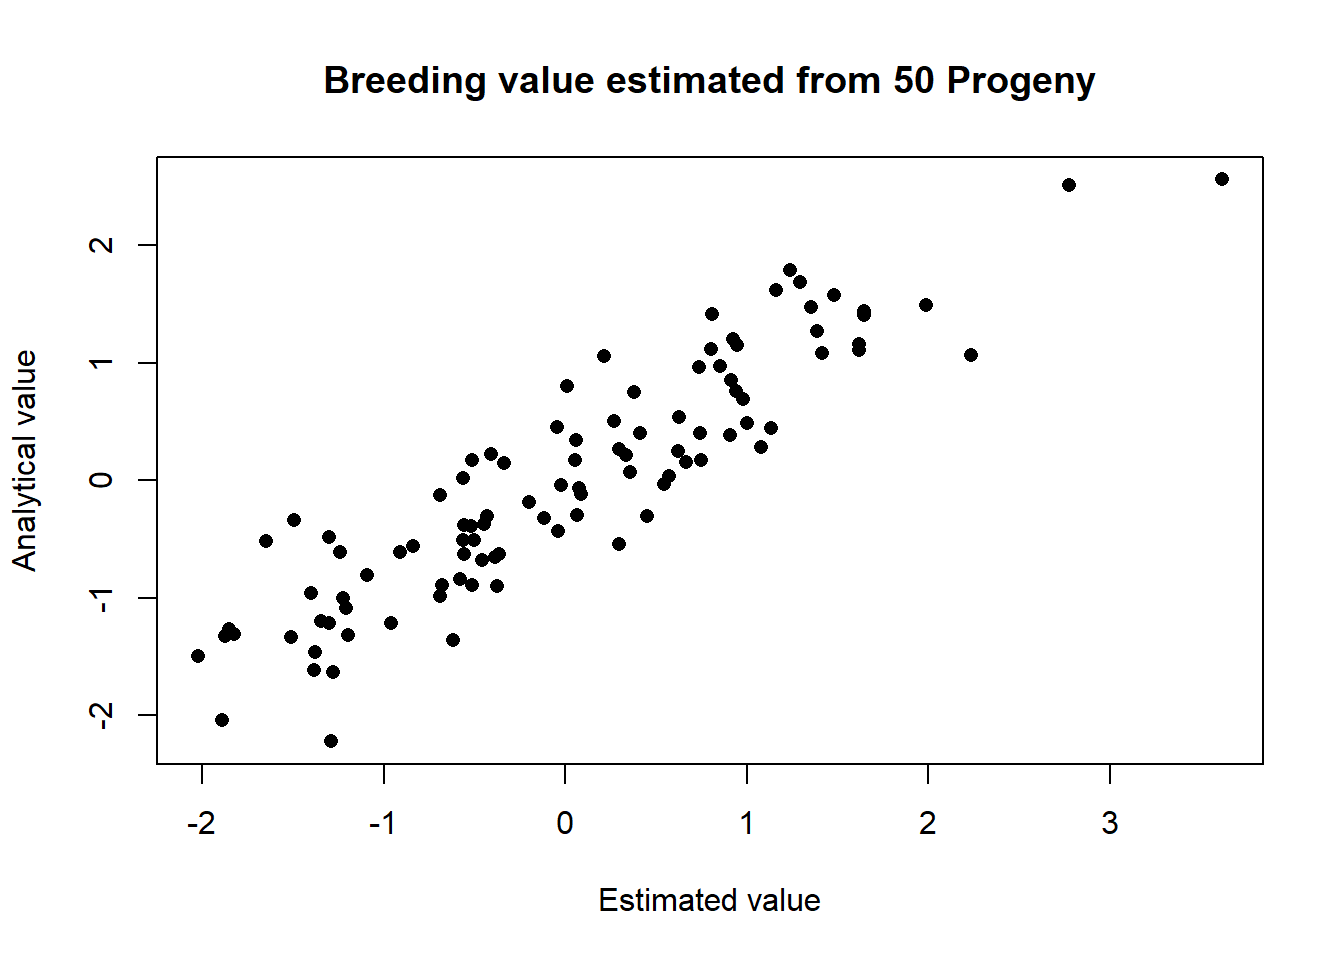 Breeding value estimated from 50 Progeny
Analytical value
2
1
0
-1
-2
-2 -1 0 1 2 3
Estimated value